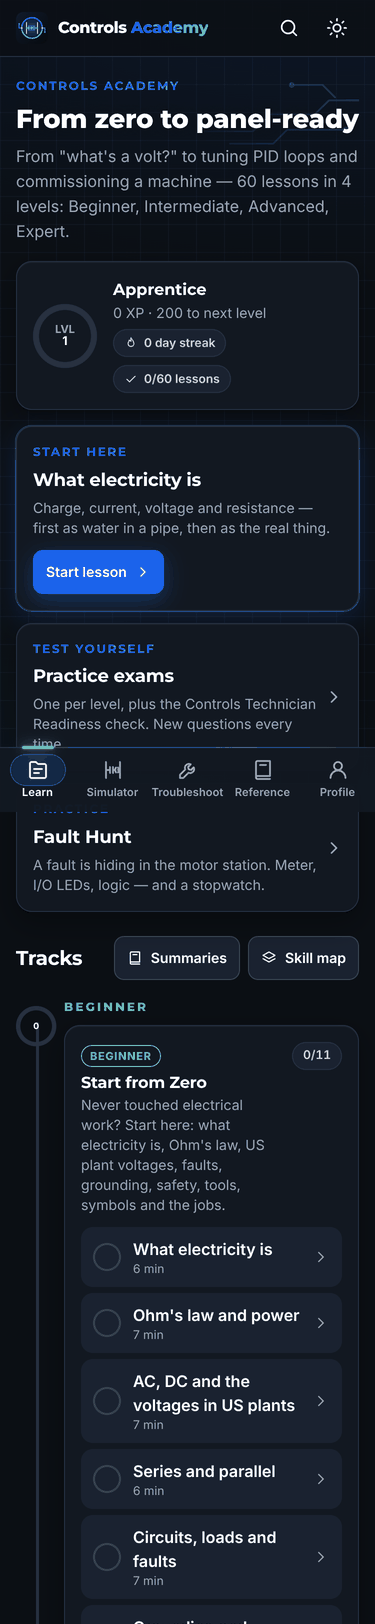 Controls Academy
CONTROLS ACADEMY
From zero to panel-ready
From "what's a volt?" to tuning PID loops and
commissioning a machine — 60 lessons in 4
levels: Beginner, Intermediate, Advanced,
Expert.
LVL
1
Apprentice
0 XP · 200 to next level
0 day streak
0/60 lessons
START HERE
What electricity is
Charge, current, voltage and resistance —
first as water in a pipe, then as the real thing.
Start lesson
TEST YOURSELF
Practice exams
One per level, plus the Controls Technician
Readiness check. New questions every
time.
Learn
Simulator
Troubleshoot
Reference
Profile
Fault Hunt
A fault is hiding in the motor station. Meter,
I/O LEDs, logic — and a stopwatch.
Tracks
Summaries
Skill map
0
BEGINNER
BEGINNER
0/11
Start from Zero
Never touched electrical
work? Start here: what
electricity is, Ohm's law, US
plant voltages, faults,
grounding, safety, tools,
symbols and the jobs.
What electricity is
6 min
Ohm's law and power
7 min
AC, DC and the
voltages in US plants
7 min
Series and parallel
6 min
Circuits, loads and
faults
7 min